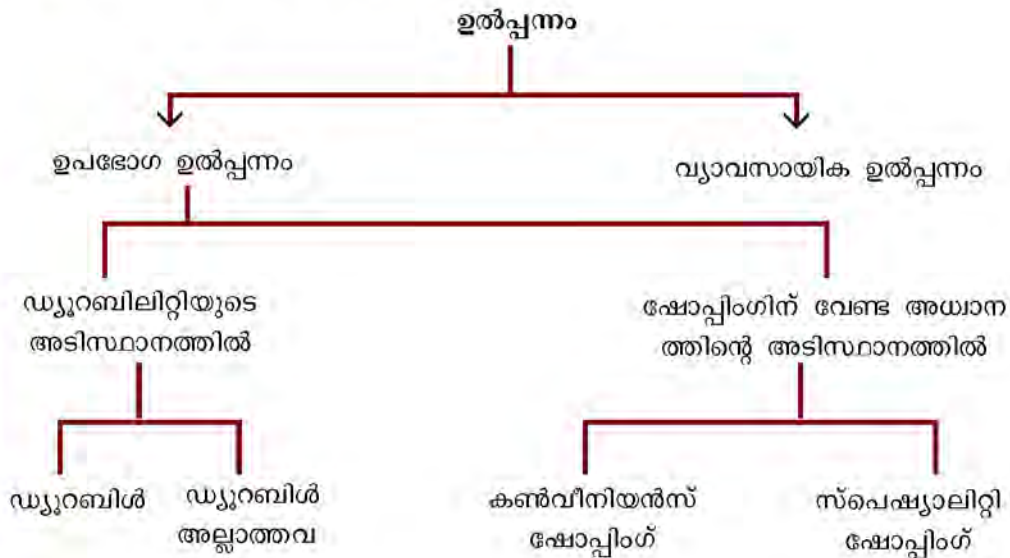 ഉൽപ്പന്നം
ഉപഭോഗ ഉൽപ്പന്നം
വ്യാവസായിക ഉൽപ്പന്നം
ഡ്യൂറബിലിറ്റിയുടെ
അടിസ്ഥാനത്തിൽ
ഷോപ്പിംഗിന് വേണ്ട അധ്വാന
ത്തിന്റെ അടിസ്ഥാനത്തിൽ
ഡ്യൂറബിൾ
ഡ്യൂറബിൾ
അല്ലാത്തവ
കൺവീനിയൻസ്
ഷോപ്പിംഗ്
സ്പെഷ്യാലിറ്റി
ഷോപ്പിംഗ്